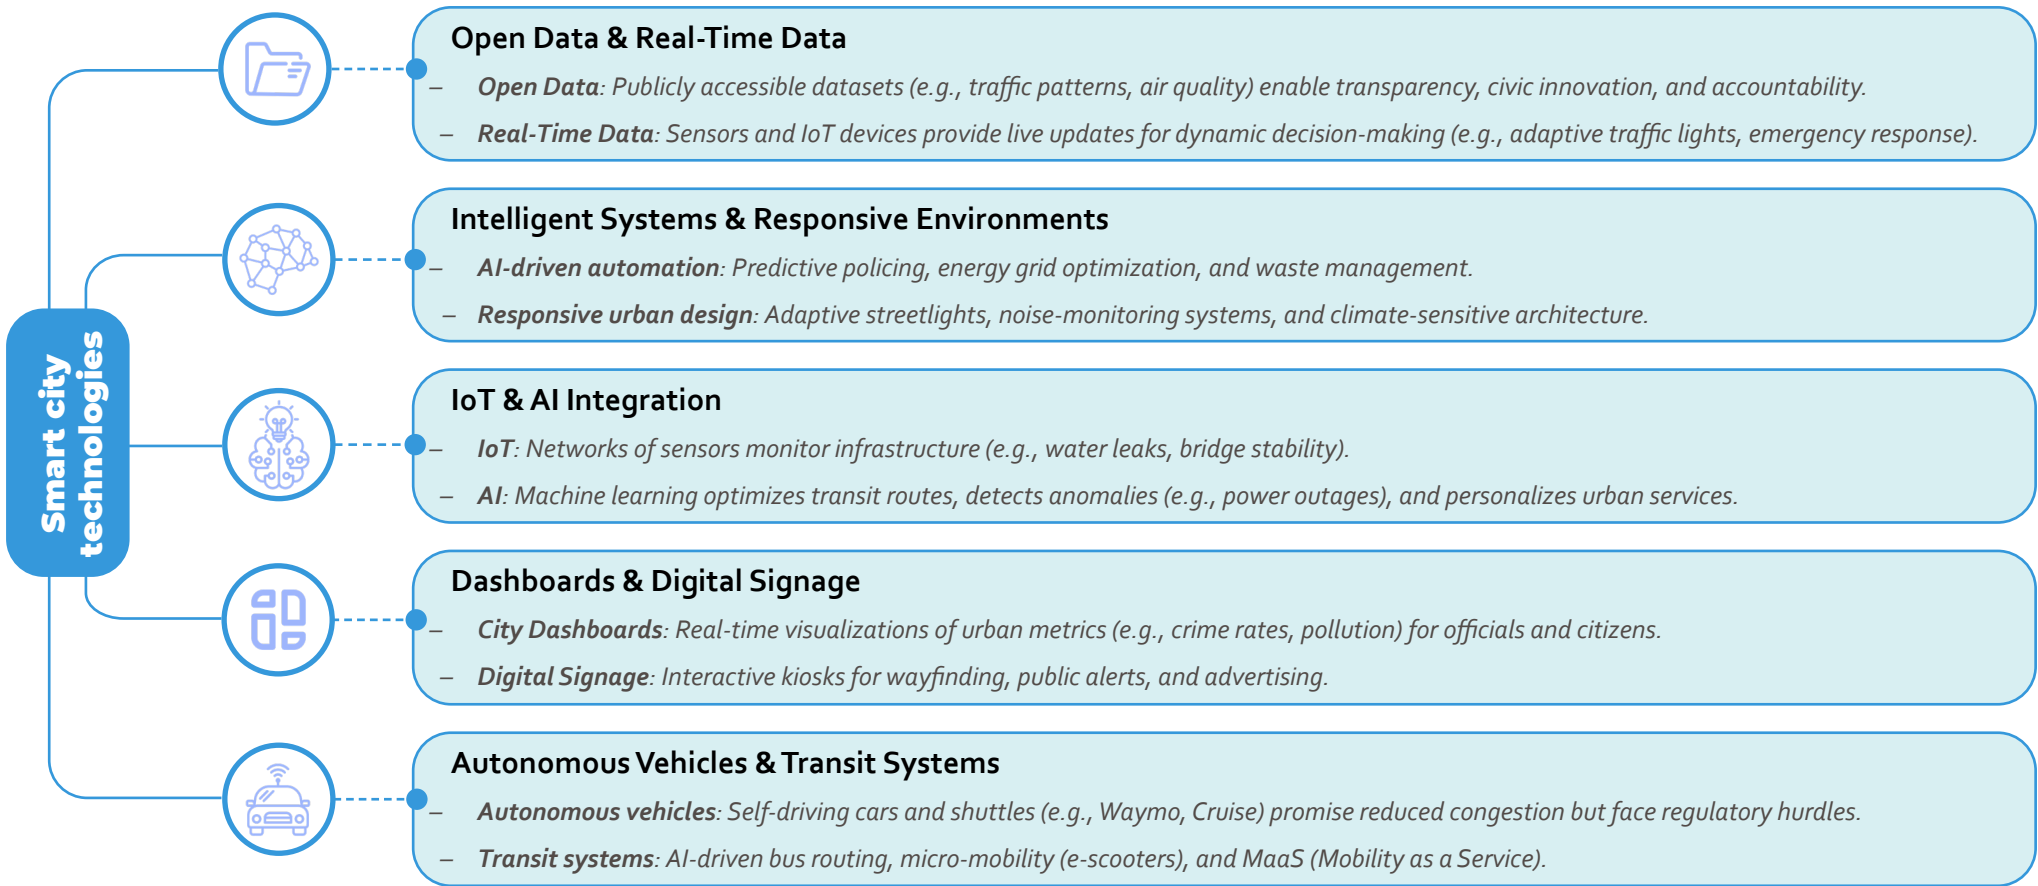 Open Data & Real-Time Data
– Open Data: Publicly accessible datasets (e.g., traffic patterns, air quality) enable transparency, civic innovation, and accountability.
– Real-Time Data: Sensors and IoT devices provide live updates for dynamic decision-making (e.g., adaptive traffic lights, emergency response).
Intelligent Systems & Responsive Environments
– AI-driven automation: Predictive policing, energy grid optimization, and waste management.
– Responsive urban design: Adaptive streetlights, noise-monitoring systems, and climate-sensitive architecture.
Smart city
technologies
IoT & AI Integration
– IoT: Networks of sensors monitor infrastructure (e.g., water leaks, bridge stability).
– AI: Machine learning optimizes transit routes, detects anomalies (e.g., power outages), and personalizes urban services.
Dashboards & Digital Signage
– City Dashboards: Real-time visualizations of urban metrics (e.g., crime rates, pollution) for officials and citizens.
– Digital Signage: Interactive kiosks for wayfinding, public alerts, and advertising.
Autonomous Vehicles & Transit Systems
– Autonomous vehicles: Self-driving cars and shuttles (e.g., Waymo, Cruise) promise reduced congestion but face regulatory hurdles.
– Transit systems: AI-driven bus routing, micro-mobility (e-scooters), and MaaS (Mobility as a Service).